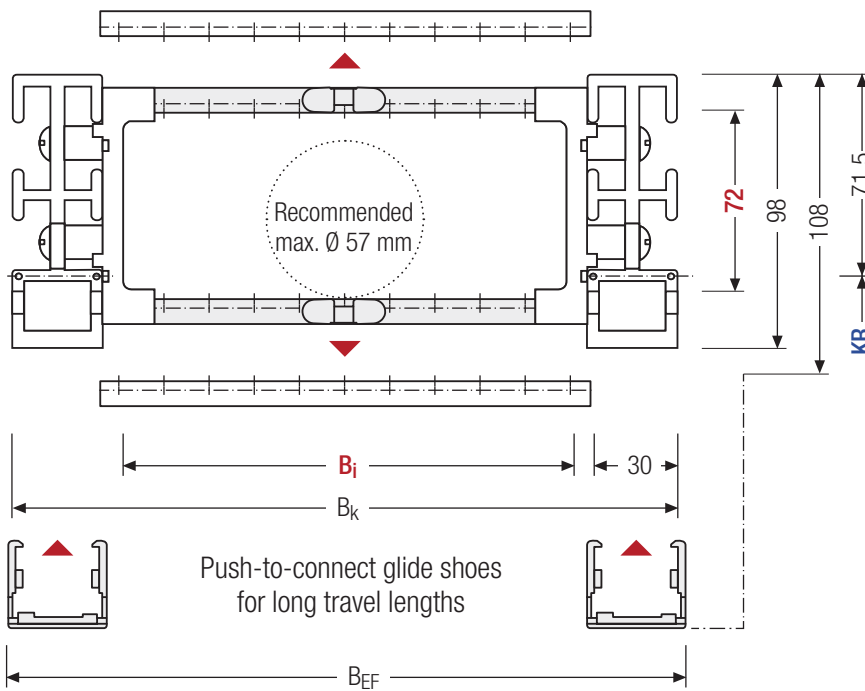 Recommended
max. Ø 57 mm
72
98
108
71.5
KR
Bi
30
Bk
Push-to-connect glide shoes
for long travel lengths
BEF